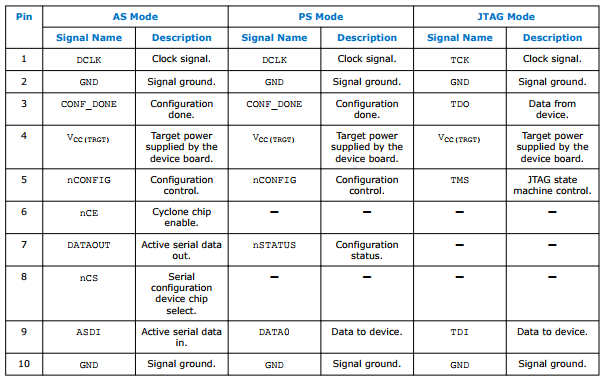 Pin AS Mode PS Mode JTAG Mode
Signal Name Description Signal Name Description Signal Name Description
1 DCLK Clock signal. DCLK Clock signal. TCK Clock signal.
2 GND Signal ground. GND Signal ground. GND Signal ground.
3 CONF_DONE Configuration CONF_DONE Configuration TDO Data from
done. done. device.
4 VCC(TRGT) Target power VCC(TRGT) Target power VCC(TRGT) Target power
supplied by the supplied by the supplied by the
device board. device board. device board.
5 nCONFIG Configuration nCONFIG Configuration TMS JTAG state
control. control. machine control.
6 nCE Cyclone chip — — — —
enable.
7 DATAOUT Active serial data nSTATUS Configuration — —
out. status.
8 nCS Serial — — — —
configuration
device chip
select.
9 ASDI Active serial data DATA0 Data to device. TDI Data to device.
in.
10 GND Signal ground. GND Signal ground. GND Signal ground.